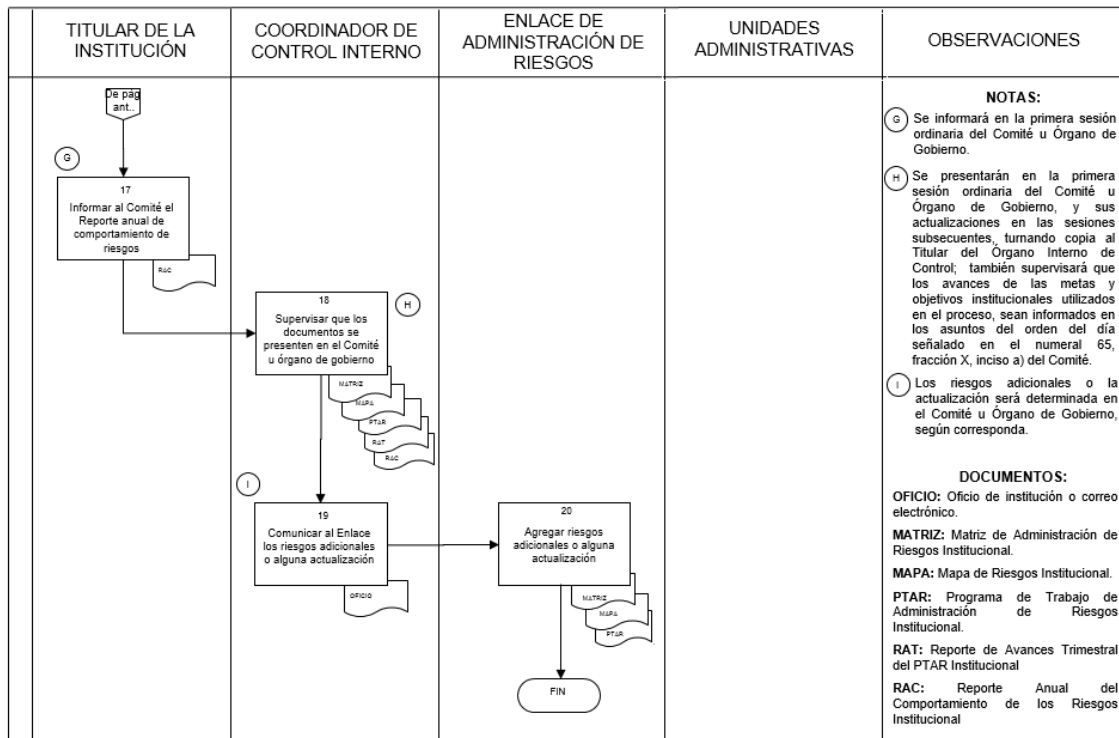 TITULAR DE LA
INSTITUCIÓN
COORDINADOR DE
CONTROL INTERNO
ENLACE DE
ADMINISTRACIÓN DE
RIESGOS
UNIDADES
ADMINISTRATIVAS
OBSERVACIONES
De pág
ant..
G
17
Informar al Comité el
Reporte anual de
comportamiento de
riesgos
RAC
18
Supervisar que los
documentos se
presenten en el Comité
u órgano de gobierno
H
MATRIZ
MAPA
PTAR
RAT
RAC
I
19
Comunicar al Enlace
los riesgos adicionales
o alguna actualización
OFICIO
20
Agregar riesgos
adicionales o alguna
actualización
MATRIZ
MAPA
PTAR
FIN
NOTAS:
G Se informará en la primera sesión
ordinaria del Comité u Órgano de
Gobierno.
H Se presentarán en la primera
sesión ordinaria del Comité u
Órgano de Gobierno, y sus
actualizaciones en las sesiones
subsecuentes, turnando copia al
Titular del Órgano Interno de
Control; también supervisará que
los avances de las metas y
objetivos institucionales utilizados
en el proceso, sean informados en
los asuntos del orden del día
señalado en el numeral 65,
fracción X, inciso a) del Comité.
I Los riesgos adicionales o la
actualización será determinada en
el Comité u Órgano de Gobierno,
según corresponda.
DOCUMENTOS:
OFICIO: Oficio de institución o correo
electrónico.
MATRIZ: Matriz de Administración de
Riesgos Institucional.
MAPA: Mapa de Riesgos Institucional.
PTAR: Programa de Trabajo de
Administración de Riesgos
Institucional.
RAT: Reporte de Avances Trimestral
del PTAR Institucional
RAC: Reporte Anual del
Comportamiento de los Riesgos
Institucional